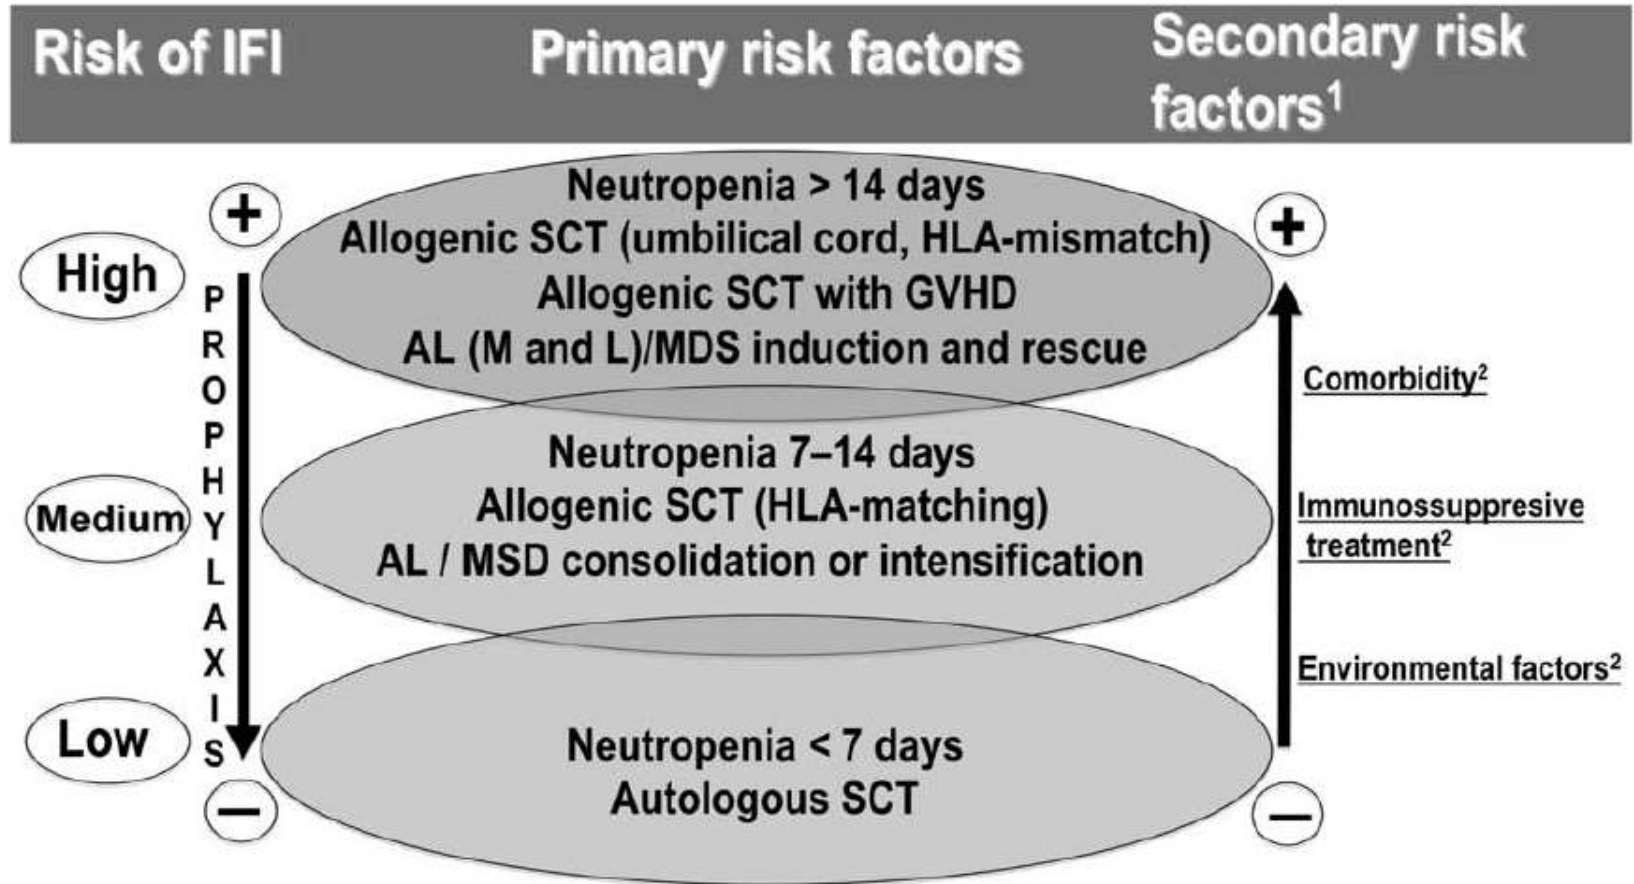 Risk of IFI
Primary risk factors
Secondary risk
factors1
+
High
PROPHYLAXIS
Medium
Low
−
Neutropenia > 14 days
Allogenic SCT (umbilical cord, HLA-mismatch)
Allogenic SCT with GVHD
AL (M and L)/MDS induction and rescue
Neutropenia 7–14 days
Allogenic SCT (HLA-matching)
AL / MSD consolidation or intensification
Neutropenia < 7 days
Autologous SCT
+
Comorbidity2
Immunossuppresive
treatment2
Environmental factors2
−